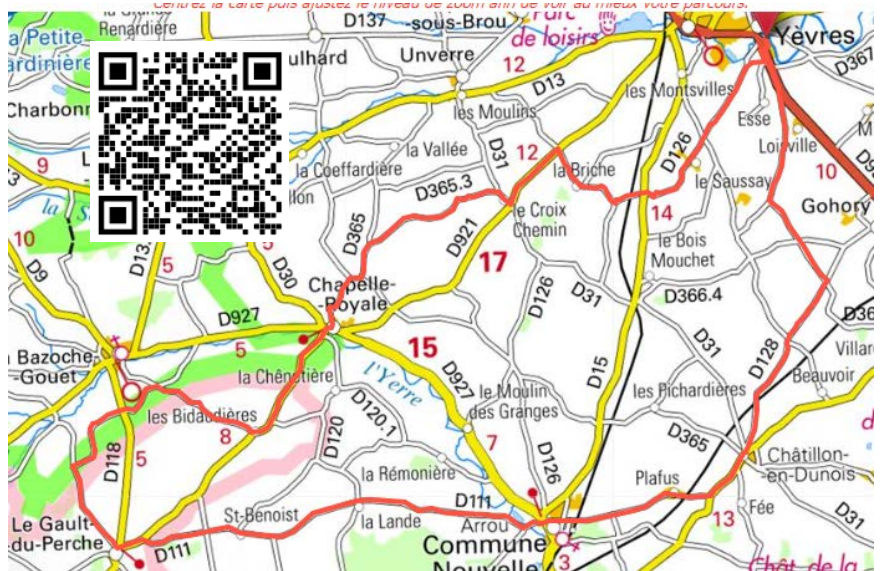 Centrez la carte puis ajustez le niveau de zoom afin de voir au mieux votre parcours.
Renardière
D137
-sous-Brou
Parc
de loisirs
Yèvres
la Petite
ulhard
Unverre
12
D13
les Montsvilles
D367
les Moulins
Esse
Charbon
la Vallée
D31
12
D126
Loinville
9
la Coeffardière
la Briche
10
D365.3
le Saussay
D365
le Croix
Chemin
14
Gohory
10
D921
le Bois
Mouchet
D9
5
5
D30
17
Chapelle-
-Royale
D126
D31
D366.4
D927
Bazoche-
-Gouet
5
15
D31
D128
la Chênetière
l'Yerre
D927
D15
Beauvoir
les Bidaudières
le Moulin
des Granges
les Pichardières
8
D120
D120.1
D118
5
7
D365
Châtillon-
-en-Dunois
la Rémonière
D126
Plafus
D111
Fée
Le Gault-
-du-Perche
St-Benoist
la Lande
Arrou
13
D31
D111
Commune
Nouvelle
3
Chât. de la